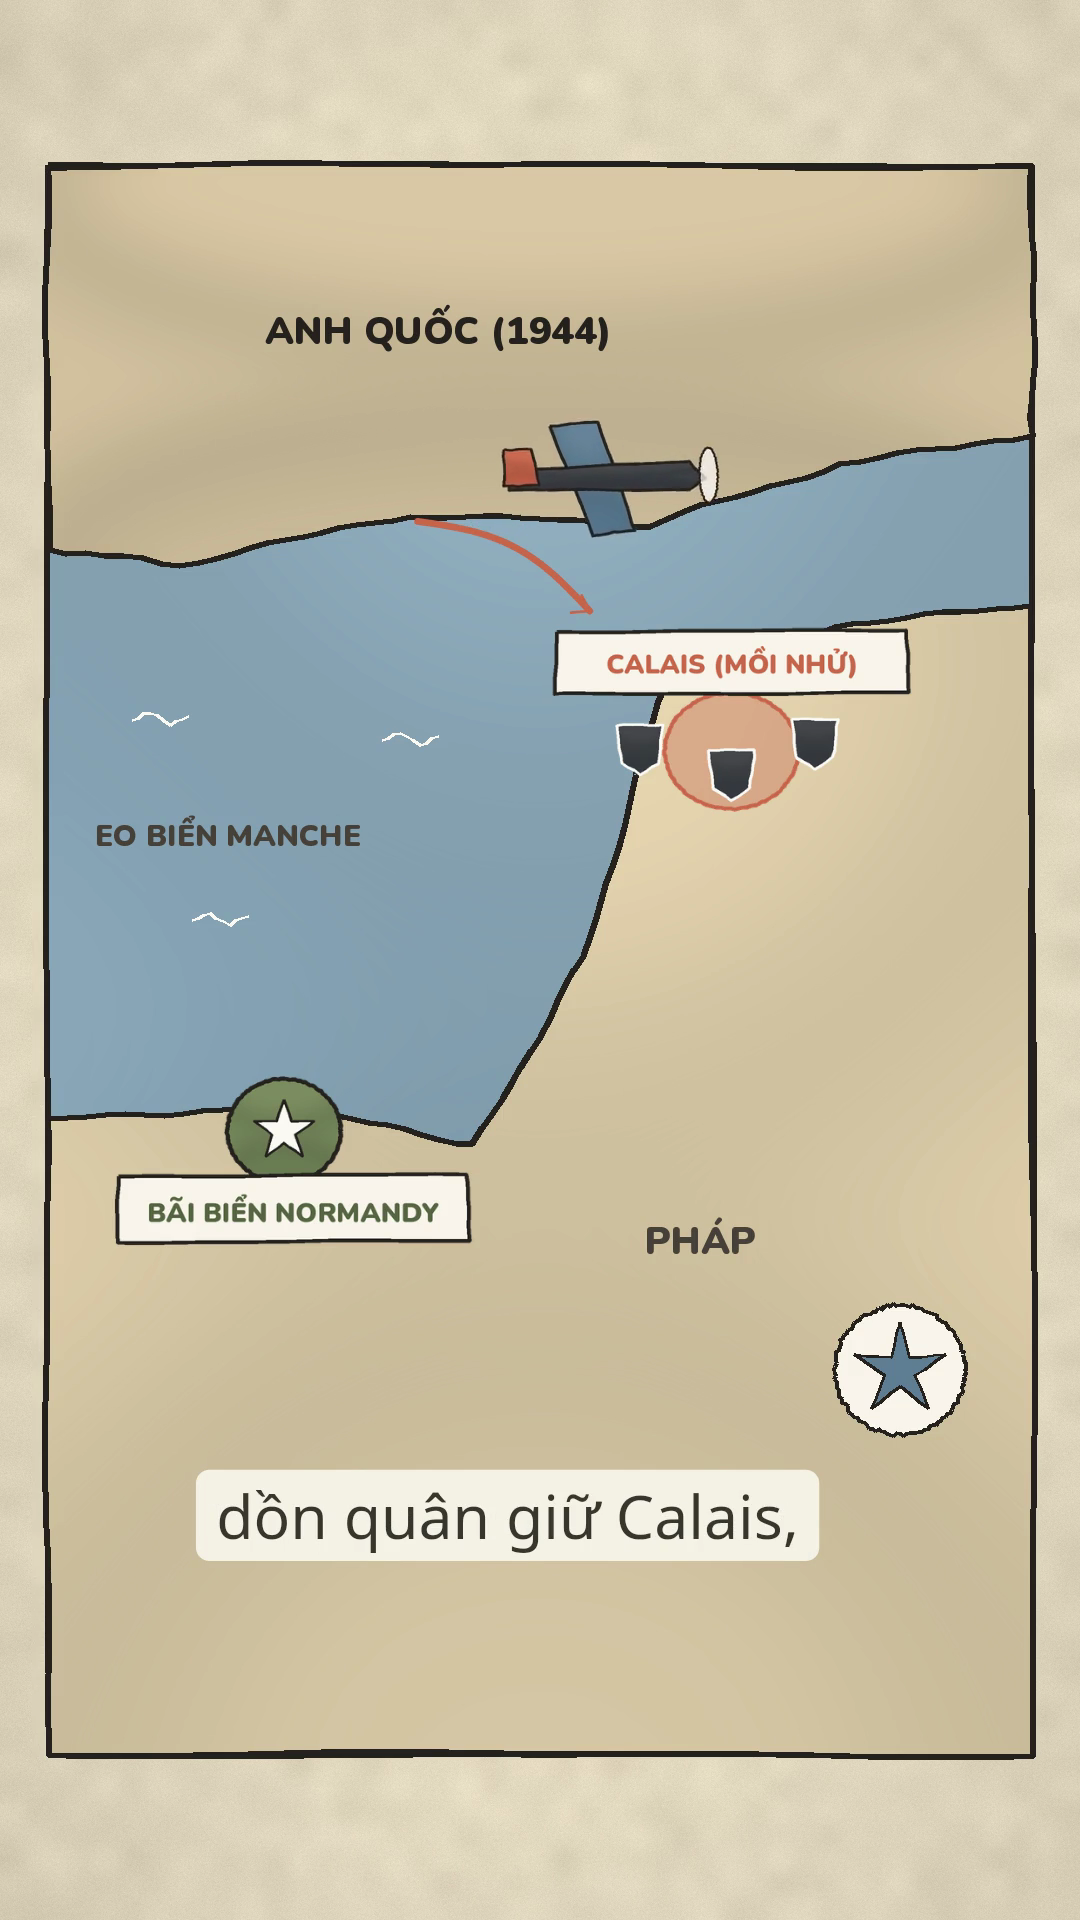 ANH QUỐC (1944)
CALAIS (MỒI NHỬ)
EO BIỂN MANCHE
BÃI BIỂN NORMANDY
PHÁP
dồn quân giữ Calais,